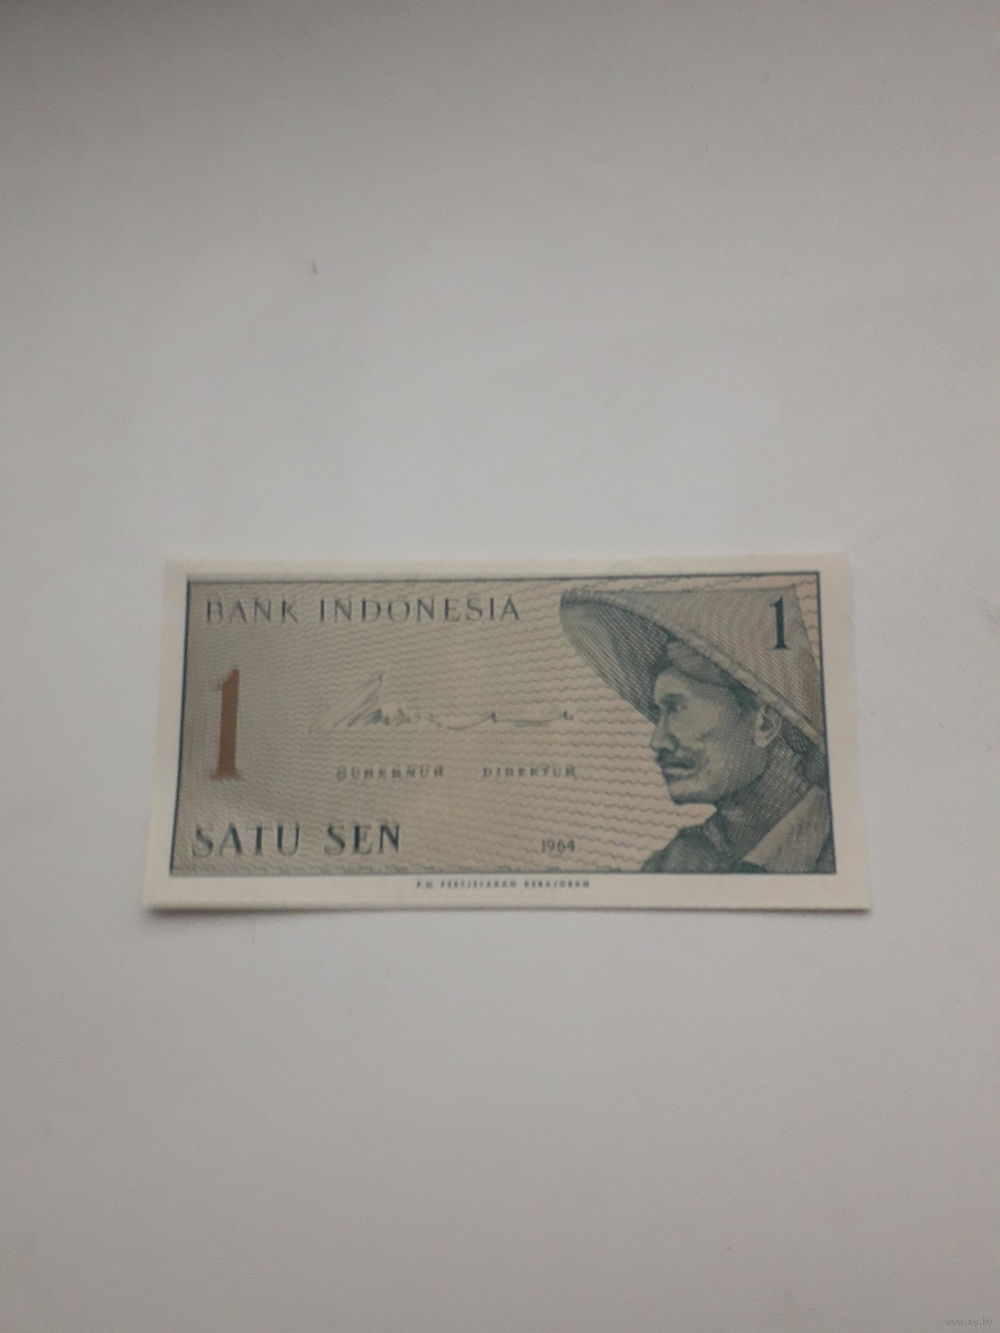 BANK INDONESIA
1
1
GUBERNUR DIREKTUR
SATU SEN
1964
P.N. PERTJETAKAN KEBAJORAN
www.ay.by